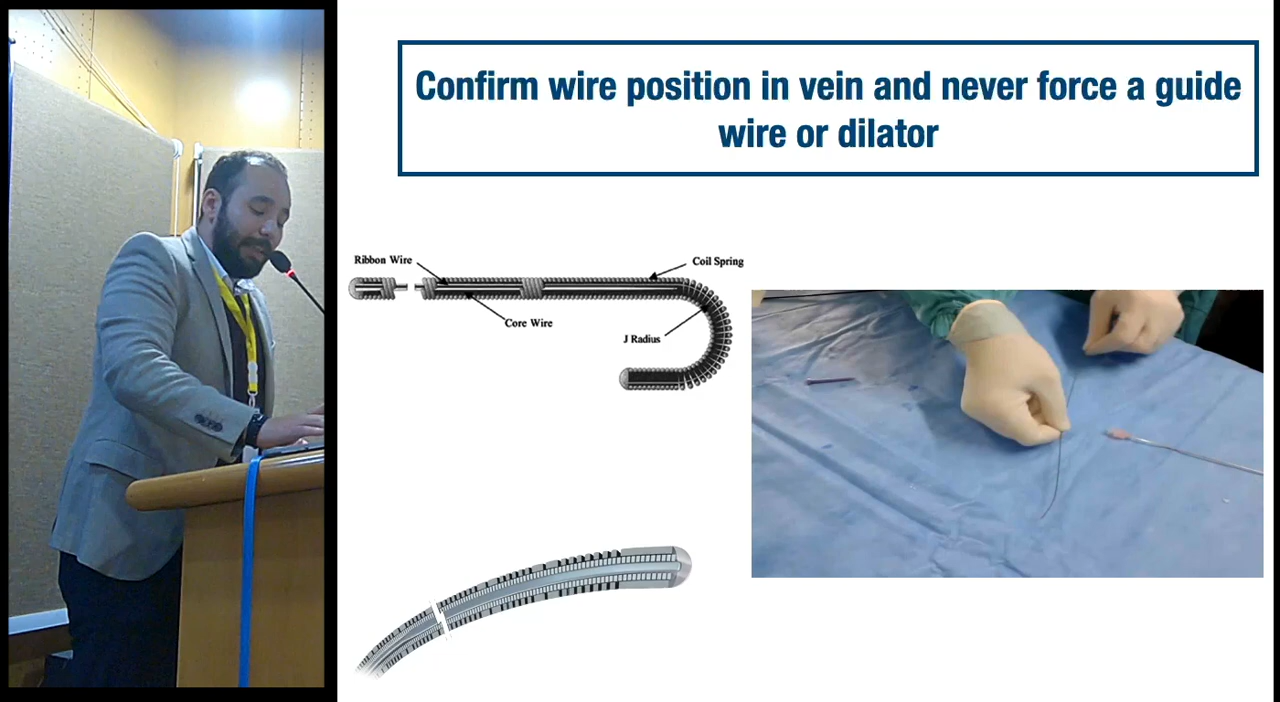 Confirm wire position in vein and never force a guide
wire or dilator
Ribbon Wire
Coil Spring
Core Wire
J Radius